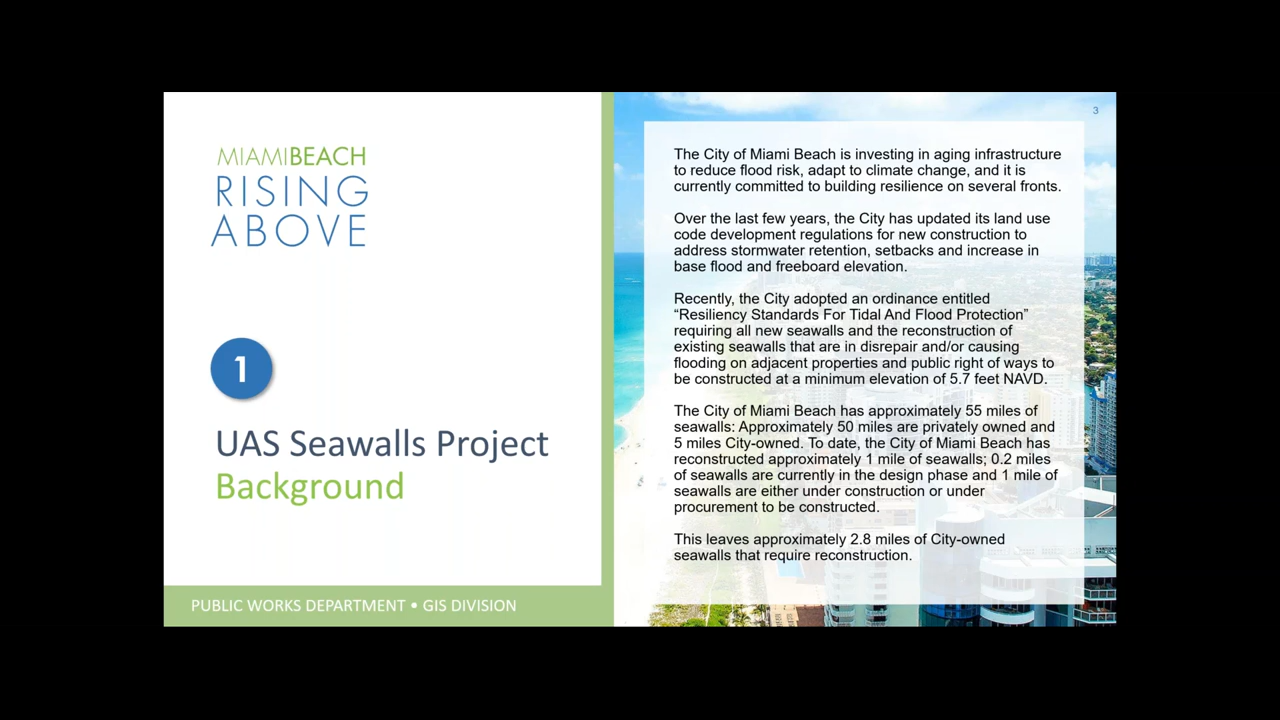 MIAMIBEACH
RISING
ABOVE
1
UAS Seawalls Project
Background
PUBLIC WORKS DEPARTMENT • GIS DIVISION
3
The City of Miami Beach is investing in aging infrastructure
to reduce flood risk, adapt to climate change, and it is
currently committed to building resilience on several fronts.
Over the last few years, the City has updated its land use
code development regulations for new construction to
address stormwater retention, setbacks and increase in
base flood and freeboard elevation.
Recently, the City adopted an ordinance entitled
“Resiliency Standards For Tidal And Flood Protection”
requiring all new seawalls and the reconstruction of
existing seawalls that are in disrepair and/or causing
flooding on adjacent properties and public right of ways to
be constructed at a minimum elevation of 5.7 feet NAVD.
The City of Miami Beach has approximately 55 miles of
seawalls: Approximately 50 miles are privately owned and
5 miles City-owned. To date, the City of Miami Beach has
reconstructed approximately 1 mile of seawalls; 0.2 miles
of seawalls are currently in the design phase and 1 mile of
seawalls are either under construction or under
procurement to be constructed.
This leaves approximately 2.8 miles of City-owned
seawalls that require reconstruction.